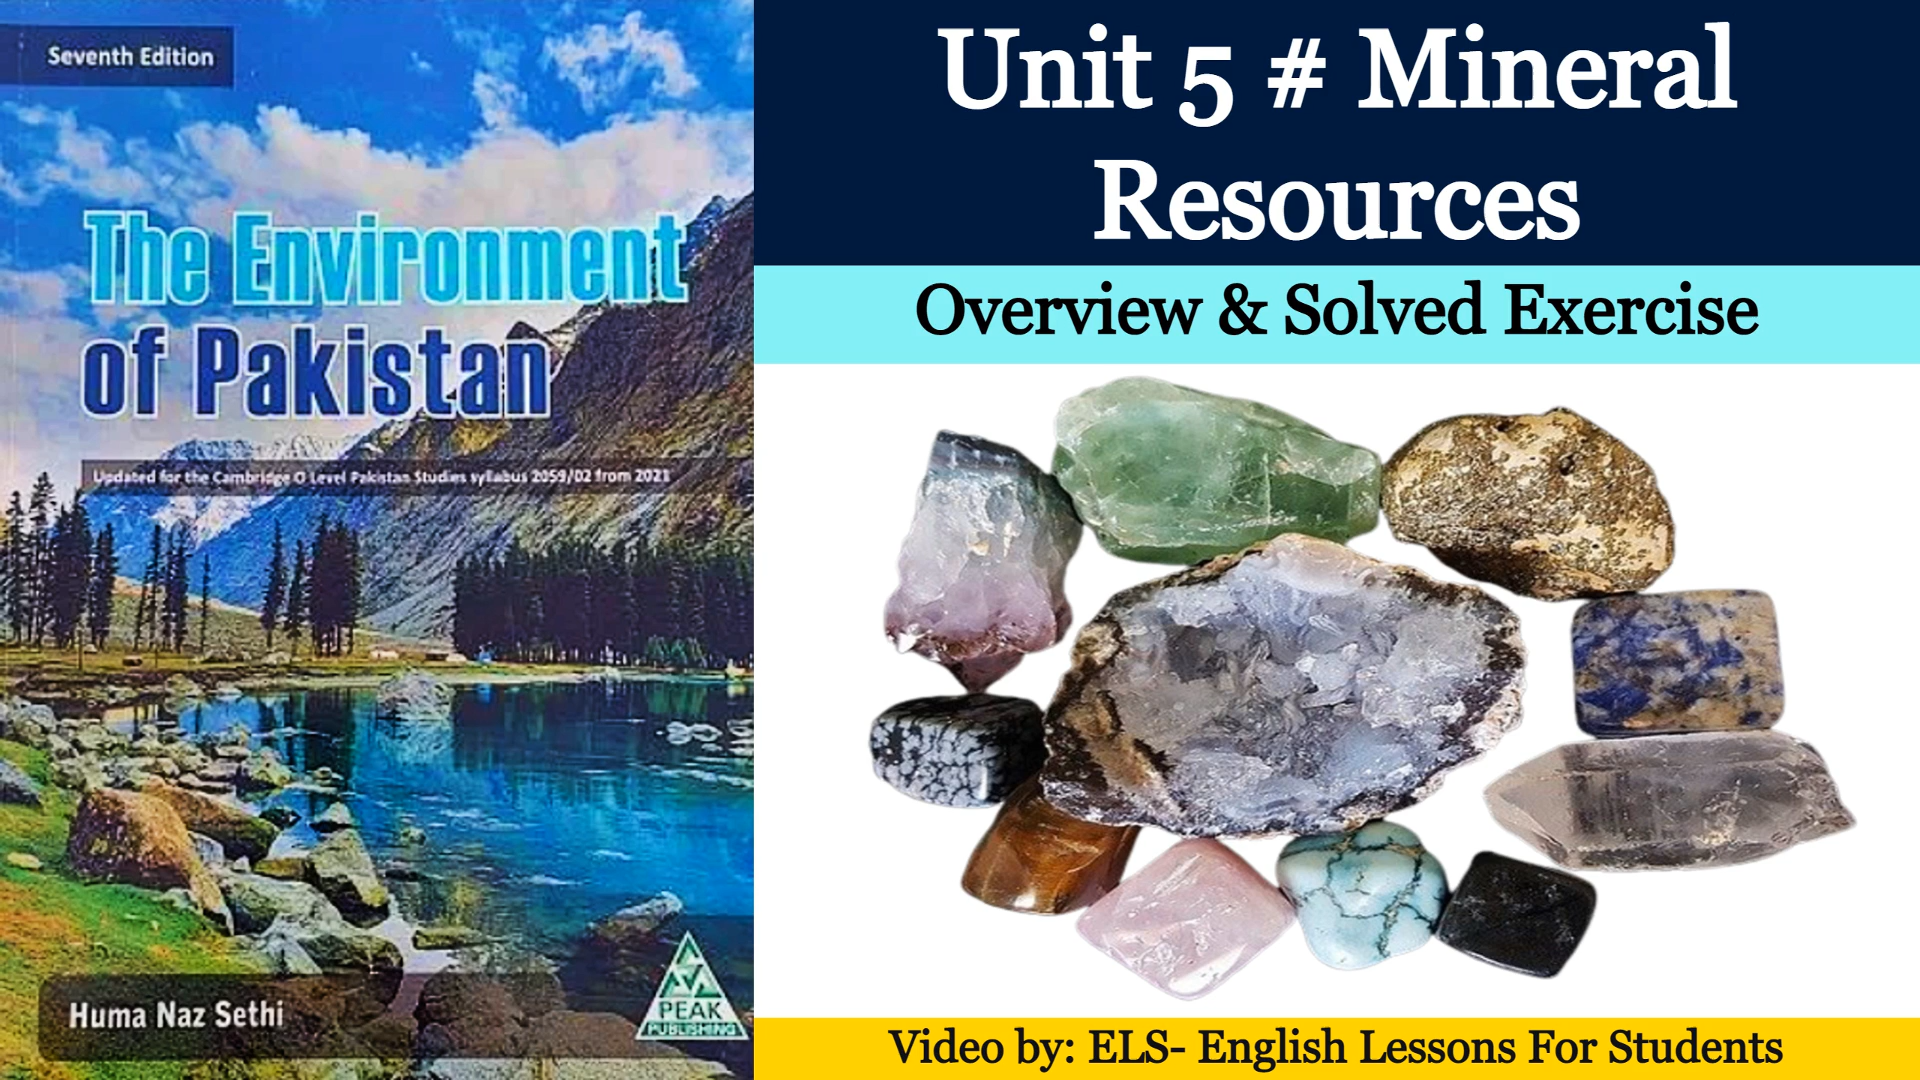 Seventh Edition
The Environment
of Pakistan
Updated for the Cambridge O Level Pakistan Studies syllabus 2059/02 from 2021
Huma Naz Sethi
PEAK
PUBLISHING
Unit 5 # Mineral
Resources
Overview & Solved Exercise
Video by: ELS- English Lessons For Students